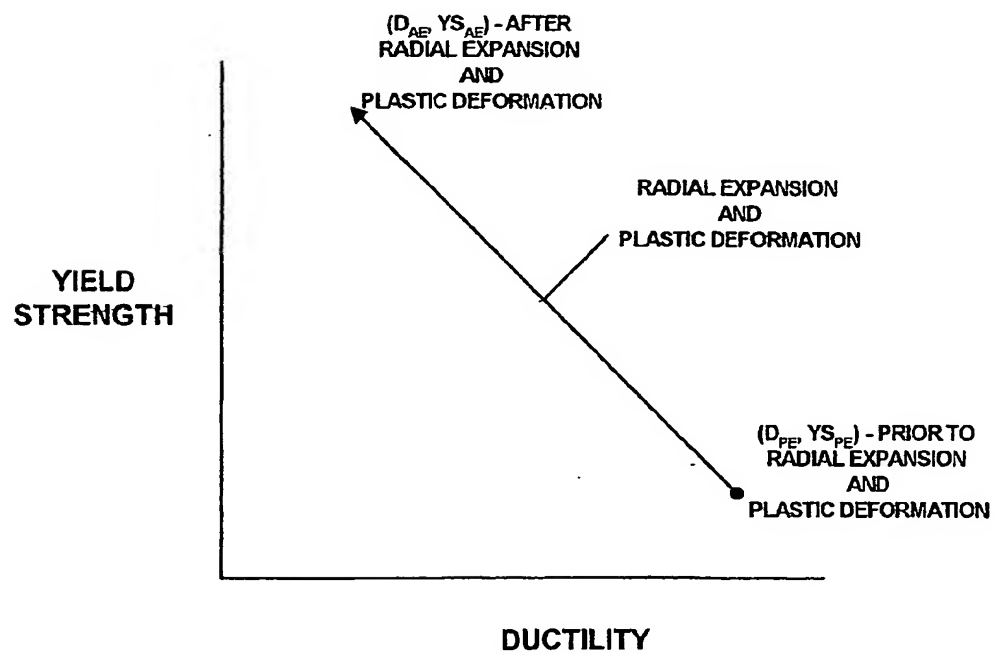 (D_AE, YS_AE) - AFTER
RADIAL EXPANSION
AND
PLASTIC DEFORMATION
RADIAL EXPANSION
AND
PLASTIC DEFORMATION
YIELD
STRENGTH
(D_PE, YS_PE) - PRIOR TO
RADIAL EXPANSION
AND
PLASTIC DEFORMATION
DUCTILITY